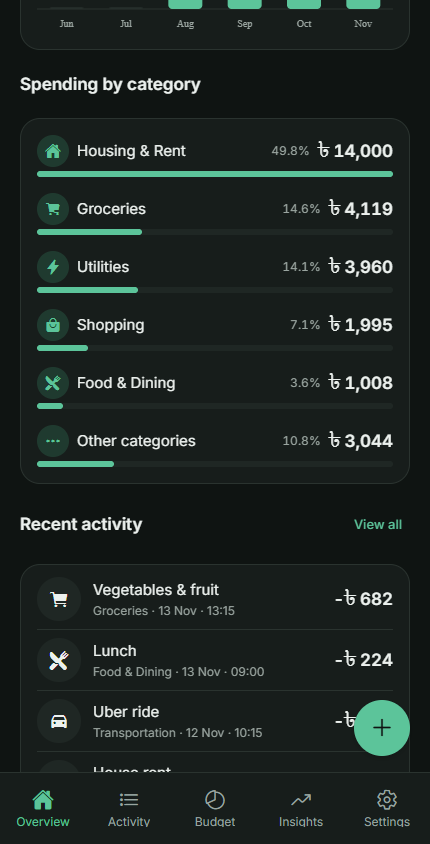 Jun Jul Aug Sep Oct Nov
Spending by category
Housing & Rent 49.8% ৳ 14,000
Groceries 14.6% ৳ 4,119
Utilities 14.1% ৳ 3,960
Shopping 7.1% ৳ 1,995
Food & Dining 3.6% ৳ 1,008
Other categories 10.8% ৳ 3,044
Recent activity View all
Vegetables & fruit
Groceries · 13 Nov · 13:15
-৳ 682
Lunch
Food & Dining · 13 Nov · 09:00
-৳ 224
Uber ride
Transportation · 12 Nov · 10:15
-৳
House rent
Overview Activity Budget Insights Settings